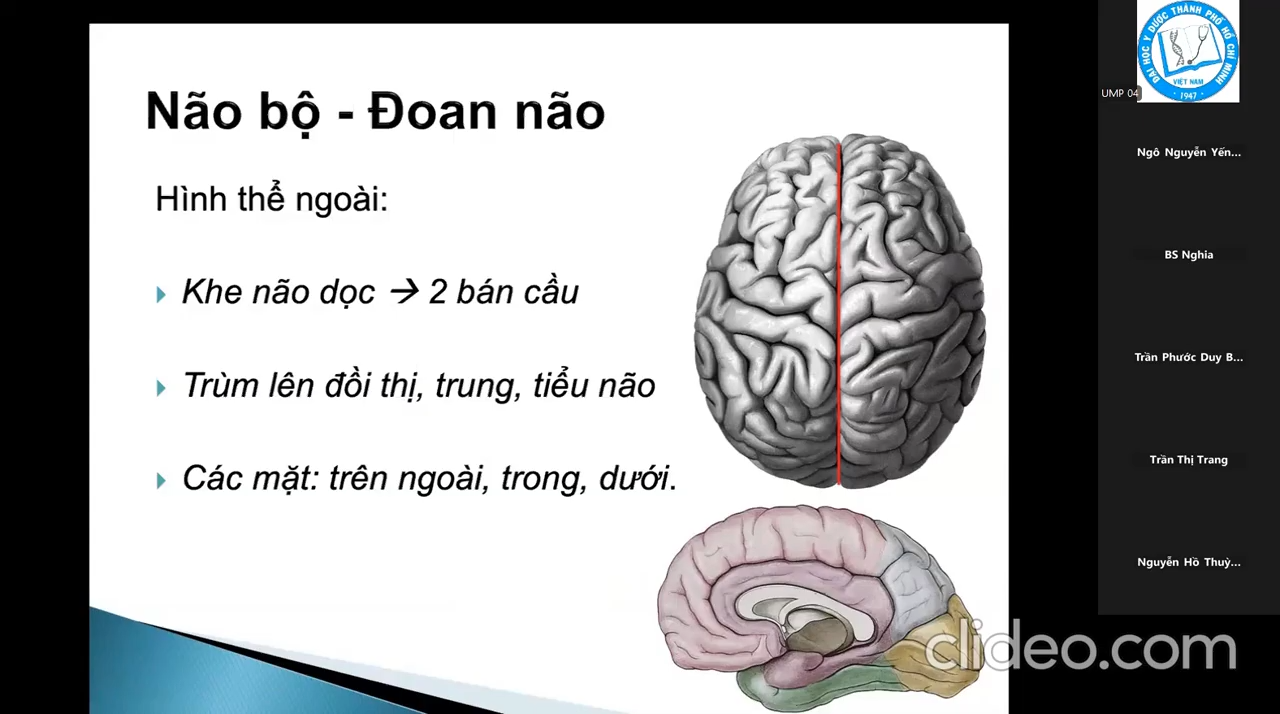 Não bộ - Đoan não
Hình thể ngoài:
Khe não dọc → 2 bán cầu
Trùm lên đồi thị, trung, tiểu não
Các mặt: trên ngoài, trong, dưới.
ĐẠI HỌC Y DƯỢC THÀNH PHỐ HỒ CHÍ MINH
VIỆT NAM
· 1947 ·
UMP 04
Ngô Nguyễn Yến...
BS Nghia
Trần Phước Duy B...
Trần Thị Trang
Nguyễn Hồ Thuỳ...
clideo.com